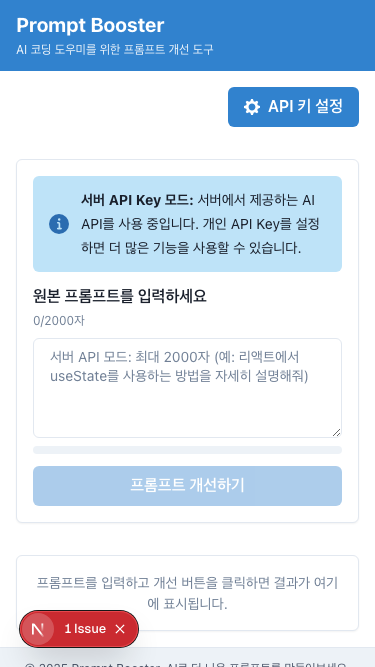 Prompt Booster
AI 코딩 도우미를 위한 프롬프트 개선 도구
API 키 설정
서버 API Key 모드: 서버에서 제공하는 AI
API를 사용 중입니다. 개인 API Key를 설정
하면 더 많은 기능을 사용할 수 있습니다.
원본 프롬프트를 입력하세요
0/2000자
서버 API 모드: 최대 2000자 (예: 리액트에서
useState를 사용하는 방법을 자세히 설명해줘)
프롬프트 개선하기
프롬프트를 입력하고 개선 버튼을 클릭하면 결과가 여기
에 표시됩니다.
N 1 Issue
© 2025 Prompt Booster. AI로 더 나은 프롬프트를 만들어보세요